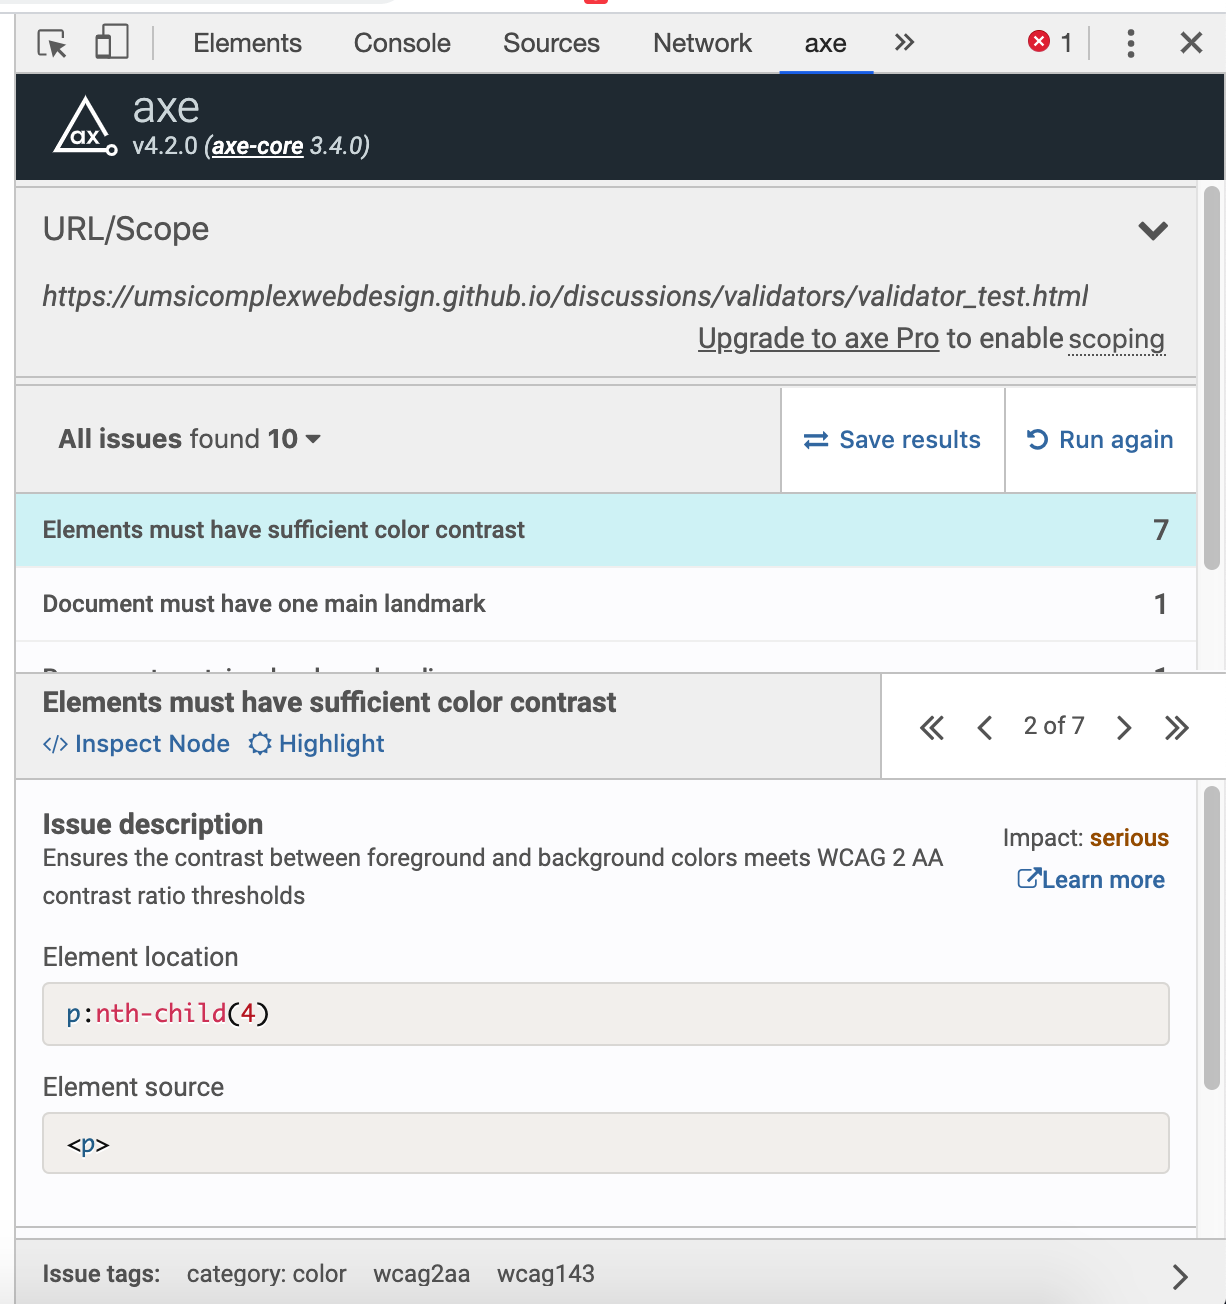 Elements Console Sources Network axe 1
ax
axe
v4.2.0 (axe-core 3.4.0)
URL/Scope
https://umsicomplexwebdesign.github.io/discussions/validators/validator_test.html
Upgrade to axe Pro to enable scoping
All issues found 10 Save results Run again
Elements must have sufficient color contrast 7
Document must have one main landmark 1
Elements must have sufficient color contrast
</> Inspect Node Highlight
2 of 7
Issue description
Impact: serious
Ensures the contrast between foreground and background colors meets WCAG 2 AA
contrast ratio thresholds
Learn more
Element location
p:nth-child(4)
Element source
<p>
Issue tags: category: color wcag2aa wcag143